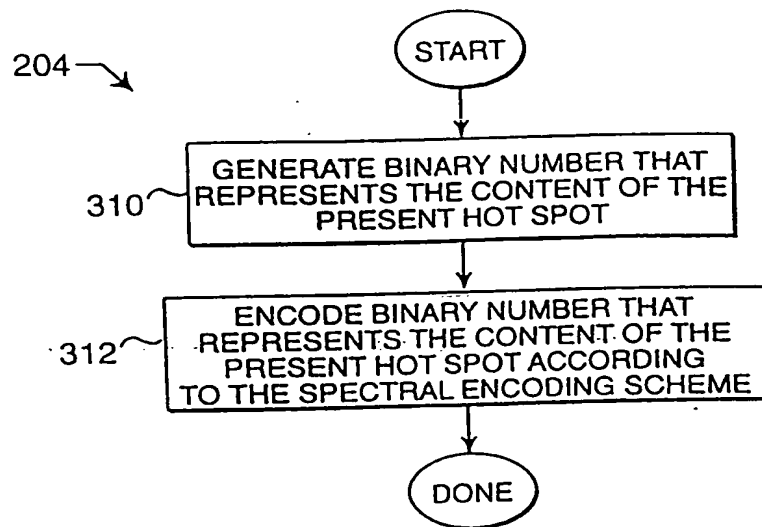 START
204
GENERATE BINARY NUMBER THAT
REPRESENTS THE CONTENT OF THE
PRESENT HOT SPOT.
310
ENCODE BINARY NUMBER THAT
REPRESENTS THE CONTENT OF THE
PRESENT HOT SPOT ACCORDING
TO THE SPECTRAL ENCODING SCHEME
312
DONE